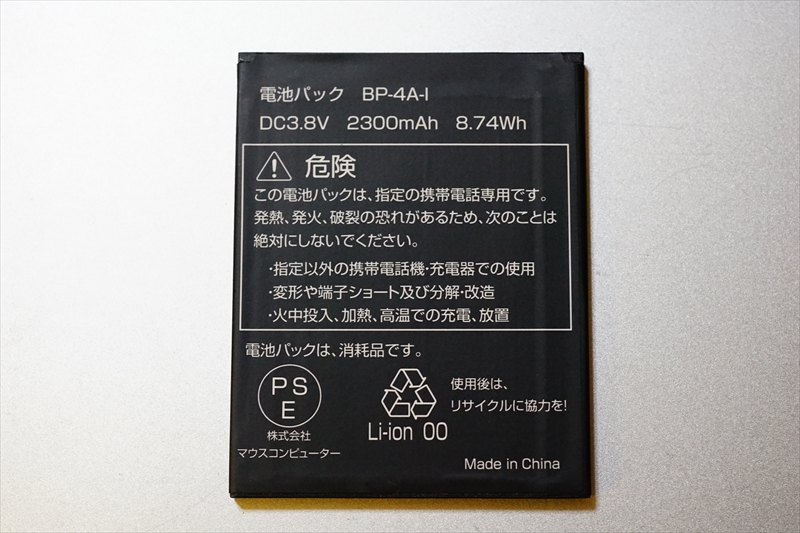 電池パック BP-4A-I
DC3.8V 2300mAh 8.74Wh
危険
この電池パックは、指定の携帯電話専用です。
発熱、発火、破裂の恐れがあるため、次のことは
絶対にしないでください。
・指定以外の携帯電話機・充電器での使用
・変形や端子ショート及び分解・改造
・火中投入、加熱、高温での充電、放置
電池パックは、消耗品です。
PS
E
株式会社
マウスコンピューター
Li-ion 00
使用後は、
リサイクルに協力を!
Made in China